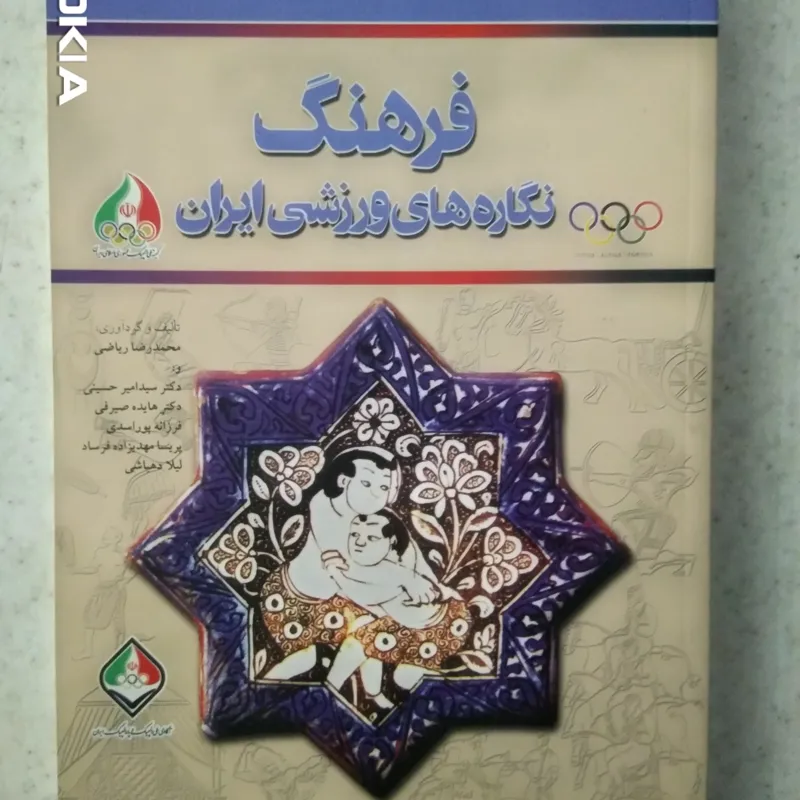 OKIA
فرهنگ
نگاره‌های ورزشی ایران
تألیف و گردآوری:
محمدرضا ریاضی
و:
دکتر سیدامیر حسینی
دکتر هایده صیرفی
فرزانه پوراسدی
پریسا مهدیزاده فرساد
لیلا دهباشی